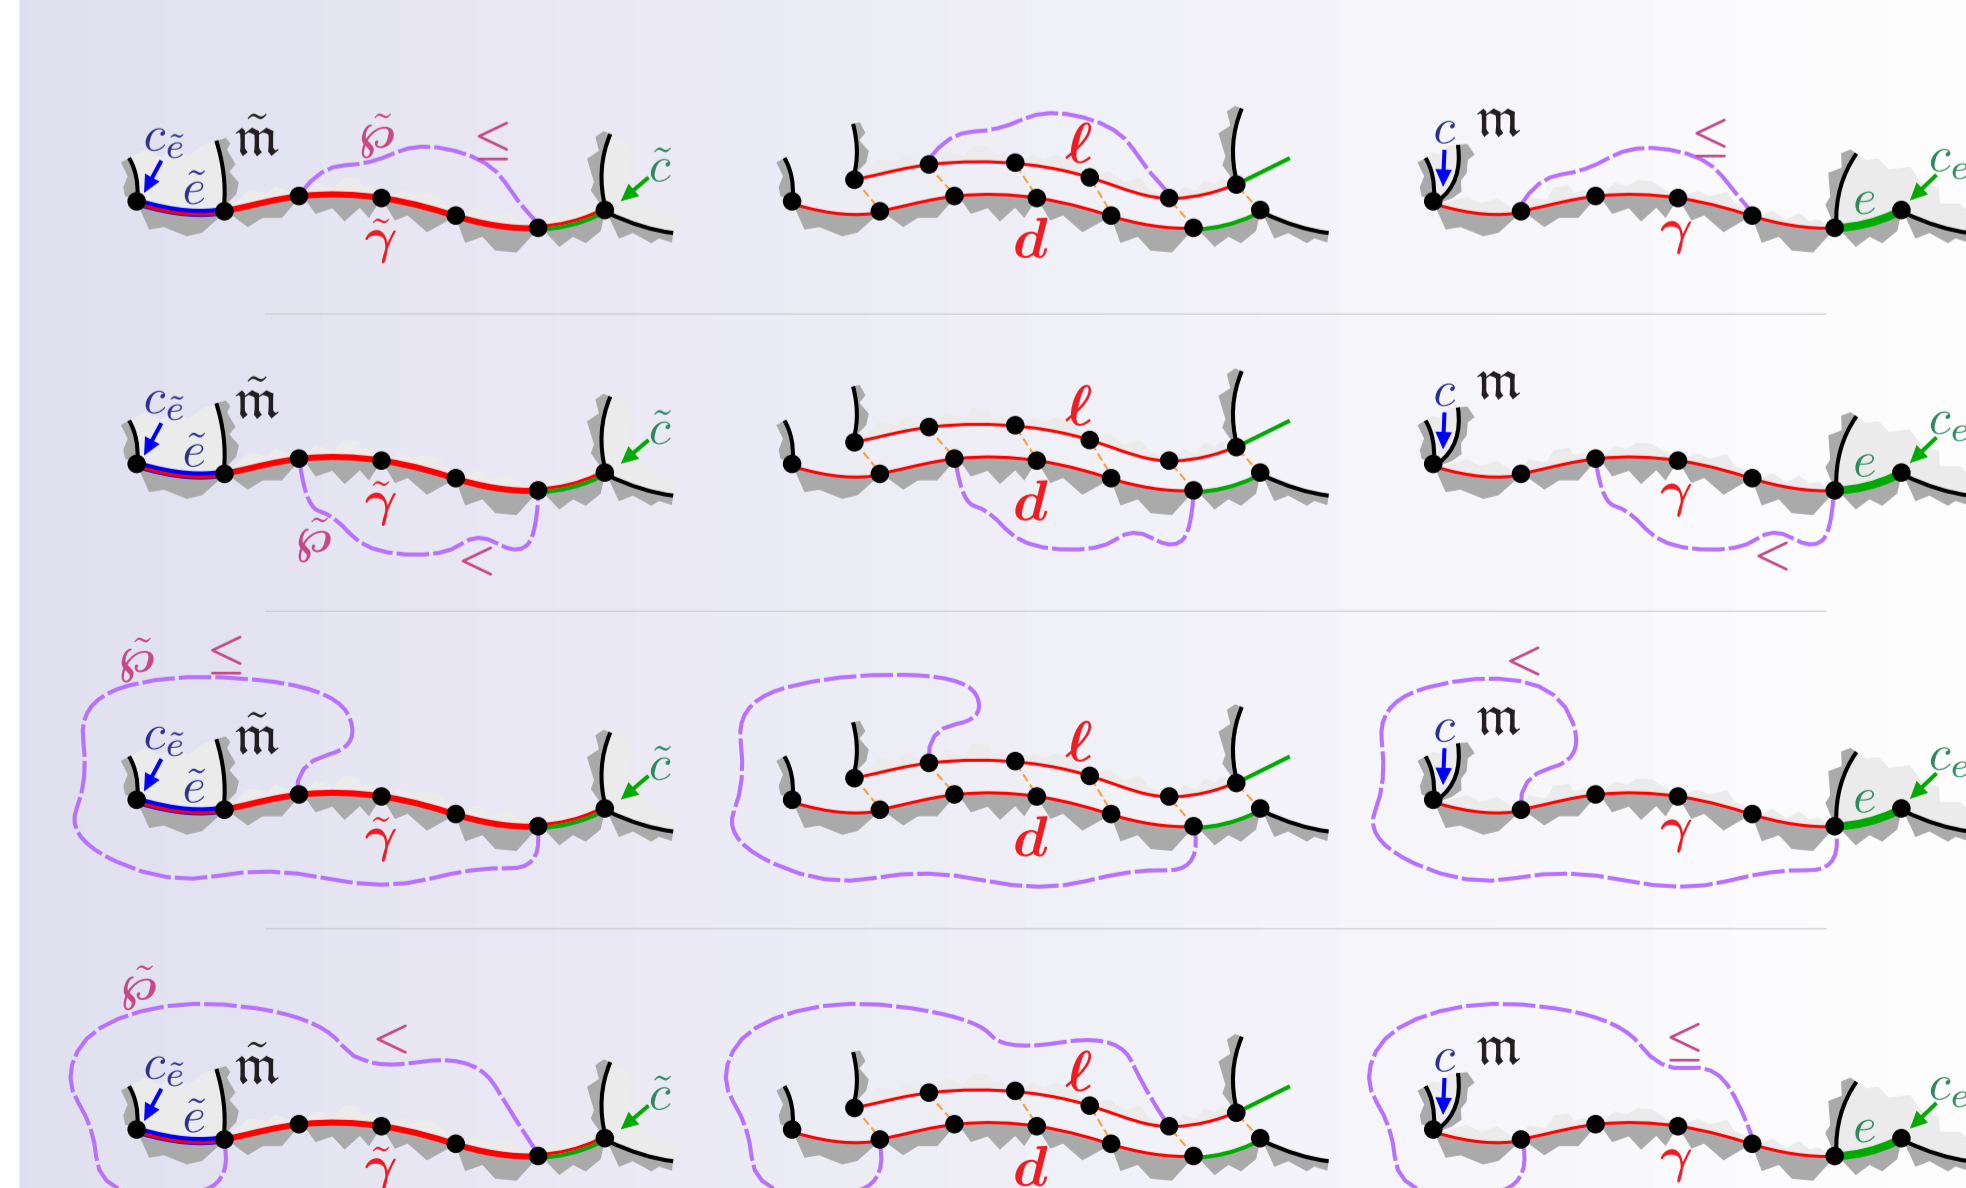 c_ẽ m̃ ℘̃ ≤ c̃ ℓ c m ≤ c_e
ẽ γ̃ d γ e
c_ẽ m̃ c̃ ℓ c m c_e
ẽ γ̃ d γ e
℘̃ < <
℘̃ ≤ <
c_ẽ m̃ c̃ ℓ c m c_e
ẽ γ̃ d γ e
℘̃ < ≤
c_ẽ m̃ c̃ ℓ c m c_e
ẽ γ̃ d γ e